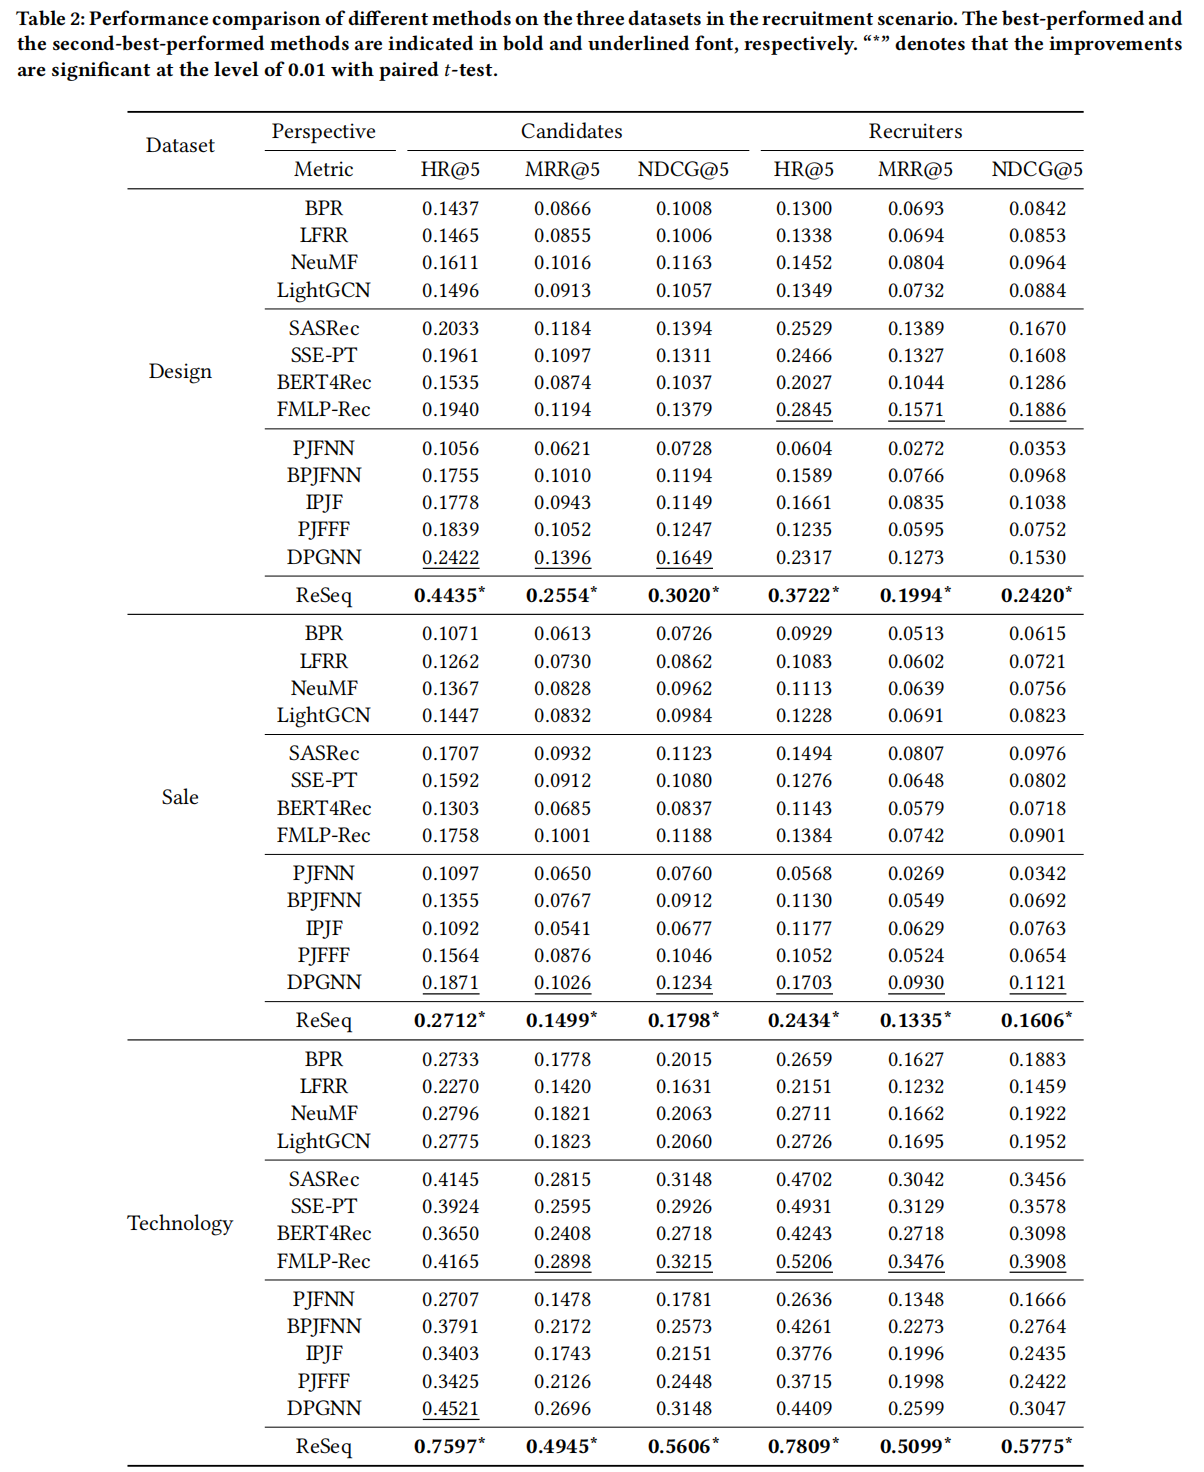 Table 2: Performance comparison of different methods on the three datasets in the recruitment scenario. The best-performed and
the second-best-performed methods are indicated in bold and underlined font, respectively. “*” denotes that the improvements
are significant at the level of 0.01 with paired t-test.
Dataset Perspective Candidates Recruiters
Metric HR@5 MRR@5 NDCG@5 HR@5 MRR@5 NDCG@5
Design
BPR 0.1437 0.0866 0.1008 0.1300 0.0693 0.0842
LFRR 0.1465 0.0855 0.1006 0.1338 0.0694 0.0853
NeuMF 0.1611 0.1016 0.1163 0.1452 0.0804 0.0964
LightGCN 0.1496 0.0913 0.1057 0.1349 0.0732 0.0884
SASRec 0.2033 0.1184 0.1394 0.2529 0.1389 0.1670
SSE-PT 0.1961 0.1097 0.1311 0.2466 0.1327 0.1608
BERT4Rec 0.1535 0.0874 0.1037 0.2027 0.1044 0.1286
FMLP-Rec 0.1940 0.1194 0.1379 0.2845 0.1571 0.1886
PJFNN 0.1056 0.0621 0.0728 0.0604 0.0272 0.0353
BPJFNN 0.1755 0.1010 0.1194 0.1589 0.0766 0.0968
IPJF 0.1778 0.0943 0.1149 0.1661 0.0835 0.1038
PJFFF 0.1839 0.1052 0.1247 0.1235 0.0595 0.0752
DPGNN 0.2422 0.1396 0.1649 0.2317 0.1273 0.1530
ReSeq 0.4435* 0.2554* 0.3020* 0.3722* 0.1994* 0.2420*
Sale
BPR 0.1071 0.0613 0.0726 0.0929 0.0513 0.0615
LFRR 0.1262 0.0730 0.0862 0.1083 0.0602 0.0721
NeuMF 0.1367 0.0828 0.0962 0.1113 0.0639 0.0756
LightGCN 0.1447 0.0832 0.0984 0.1228 0.0691 0.0823
SASRec 0.1707 0.0932 0.1123 0.1494 0.0807 0.0976
SSE-PT 0.1592 0.0912 0.1080 0.1276 0.0648 0.0802
BERT4Rec 0.1303 0.0685 0.0837 0.1143 0.0579 0.0718
FMLP-Rec 0.1758 0.1001 0.1188 0.1384 0.0742 0.0901
PJFNN 0.1097 0.0650 0.0760 0.0568 0.0269 0.0342
BPJFNN 0.1355 0.0767 0.0912 0.1130 0.0549 0.0692
IPJF 0.1092 0.0541 0.0677 0.1177 0.0629 0.0763
PJFFF 0.1564 0.0876 0.1046 0.1052 0.0524 0.0654
DPGNN 0.1871 0.1026 0.1234 0.1703 0.0930 0.1121
ReSeq 0.2712* 0.1499* 0.1798* 0.2434* 0.1335* 0.1606*
Technology
BPR 0.2733 0.1778 0.2015 0.2659 0.1627 0.1883
LFRR 0.2270 0.1420 0.1631 0.2151 0.1232 0.1459
NeuMF 0.2796 0.1821 0.2063 0.2711 0.1662 0.1922
LightGCN 0.2775 0.1823 0.2060 0.2726 0.1695 0.1952
SASRec 0.4145 0.2815 0.3148 0.4702 0.3042 0.3456
SSE-PT 0.3924 0.2595 0.2926 0.4931 0.3129 0.3578
BERT4Rec 0.3650 0.2408 0.2718 0.4243 0.2718 0.3098
FMLP-Rec 0.4165 0.2898 0.3215 0.5206 0.3476 0.3908
PJFNN 0.2707 0.1478 0.1781 0.2636 0.1348 0.1666
BPJFNN 0.3791 0.2172 0.2573 0.4261 0.2273 0.2764
IPJF 0.3403 0.1743 0.2151 0.3776 0.1996 0.2435
PJFFF 0.3425 0.2126 0.2448 0.3715 0.1998 0.2422
DPGNN 0.4521 0.2696 0.3148 0.4409 0.2599 0.3047
ReSeq 0.7597* 0.4945* 0.5606* 0.7809* 0.5099* 0.5775*